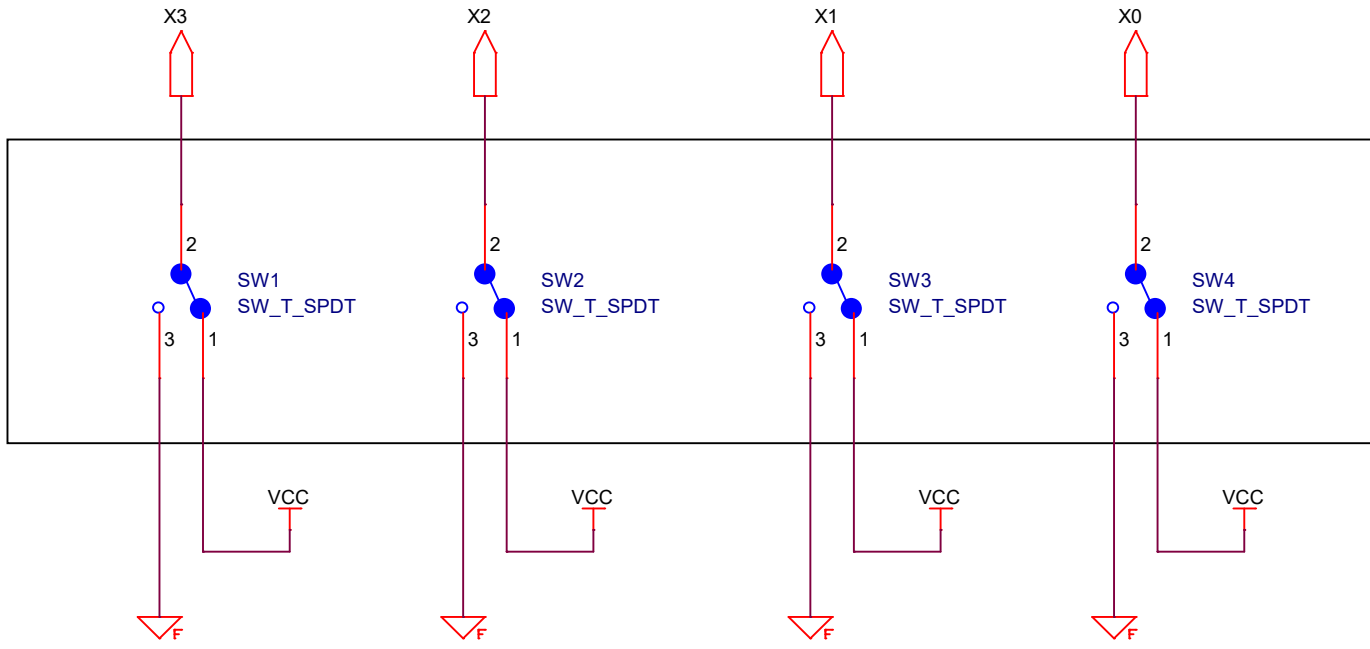 X3 X2 X1 X0
2 2 2 2
SW1 SW2 SW3 SW4
SW_T_SPDT SW_T_SPDT SW_T_SPDT SW_T_SPDT
3 1 3 1 3 1 3 1
VCC VCC VCC VCC
F F F F